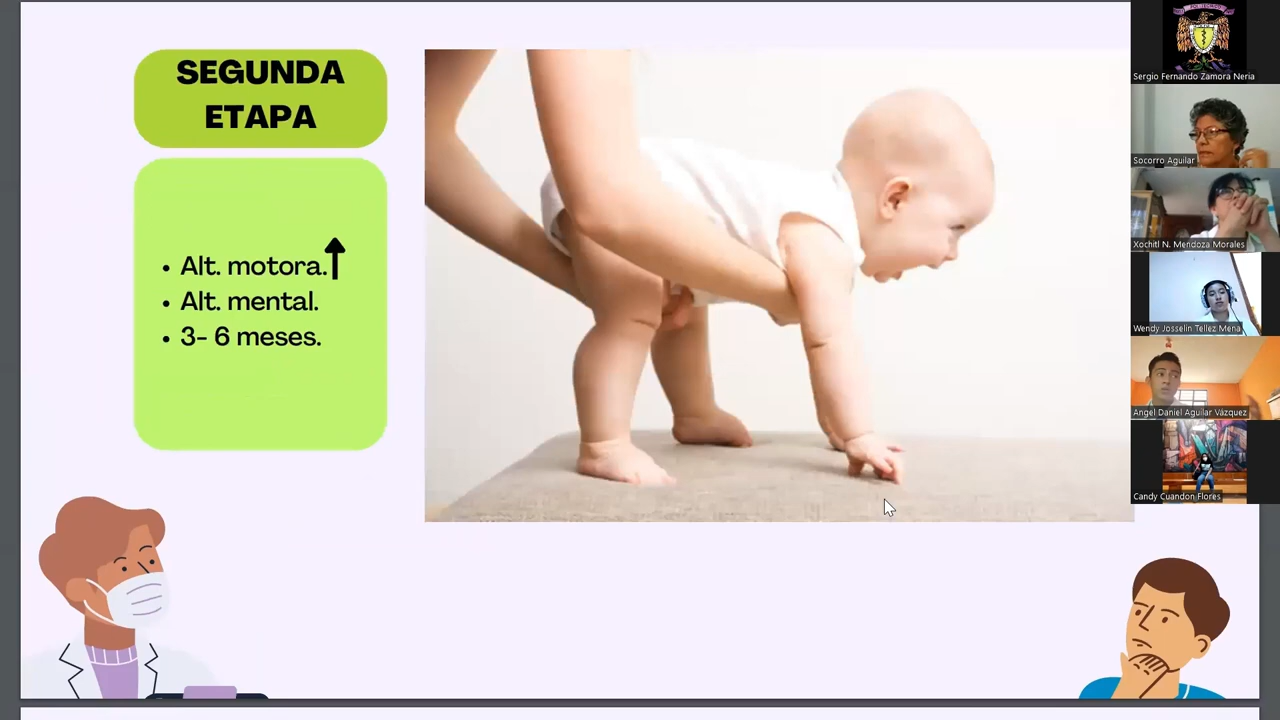 SEGUNDA
ETAPA
• Alt. motora.
• Alt. mental.
• 3- 6 meses.
Sergio Fernando Zamora Neria
Socorro Aguilar
Xochitl N. Mendoza Morales
Wendy Josselin Tellez Mena
Angel Daniel Aguilar Vázquez
Candy Cuandon Flores